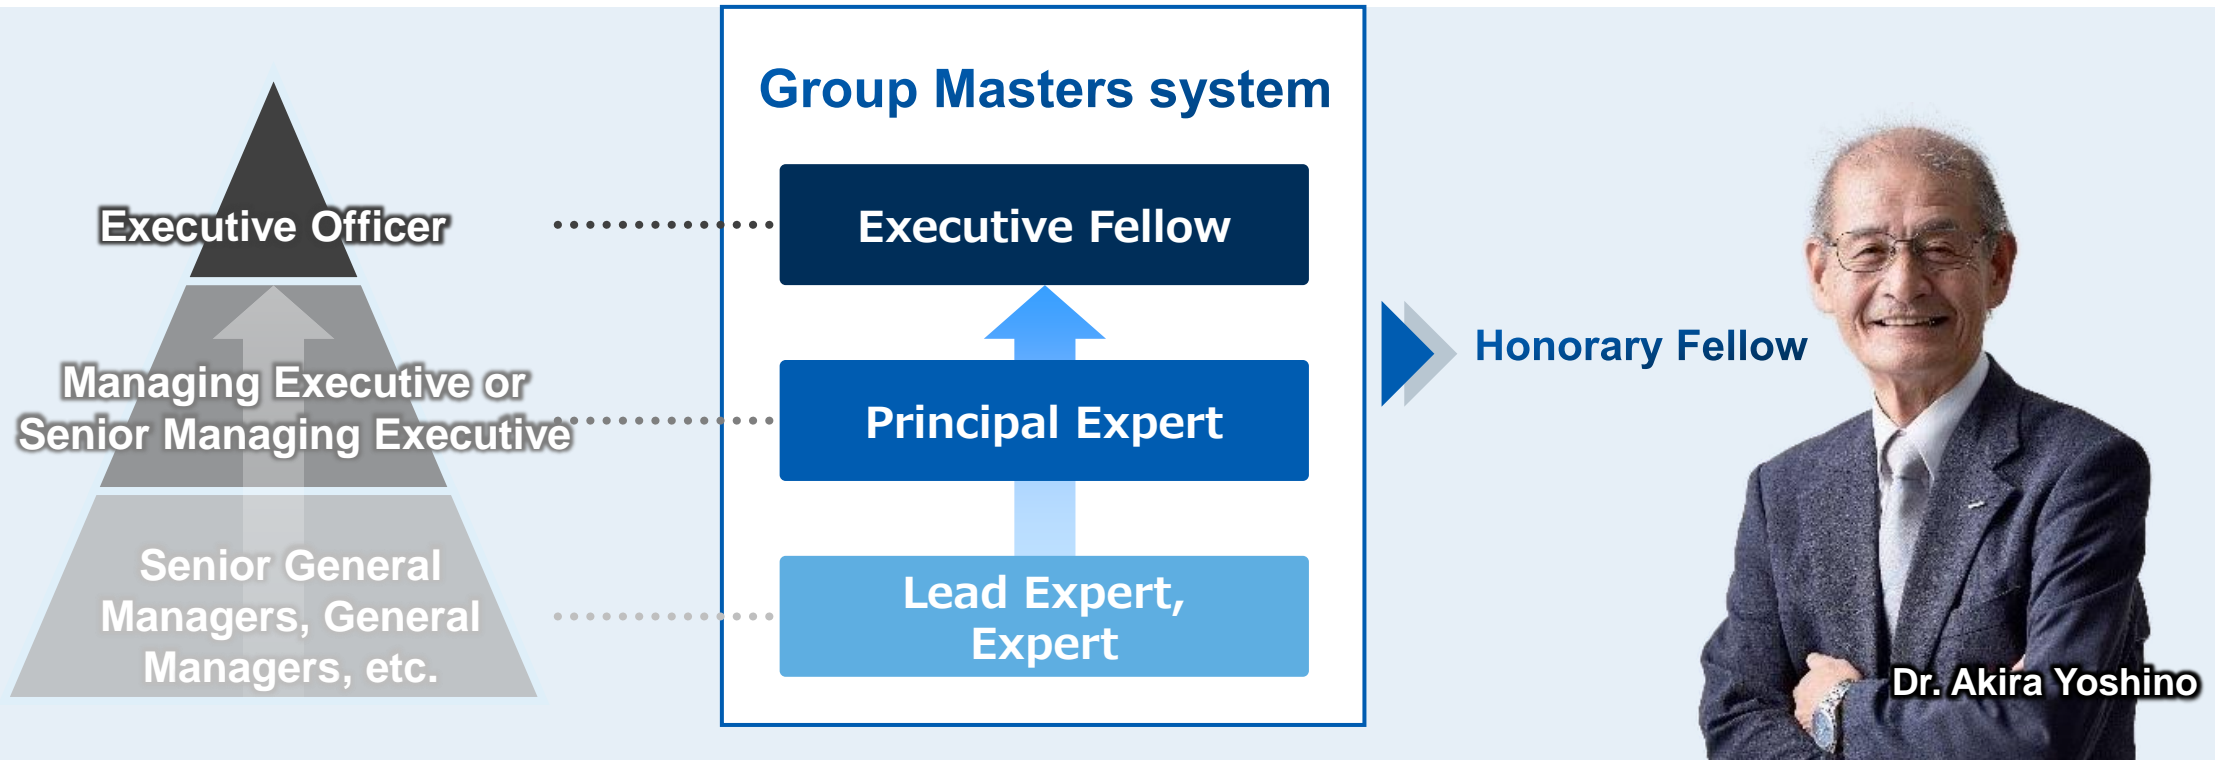 Group Masters system
Executive Officer
Executive Fellow
Managing Executive or
Senior Managing Executive
Principal Expert
Senior General
Managers, General
Managers, etc.
Lead Expert,
Expert
Honorary Fellow
Dr. Akira Yoshino